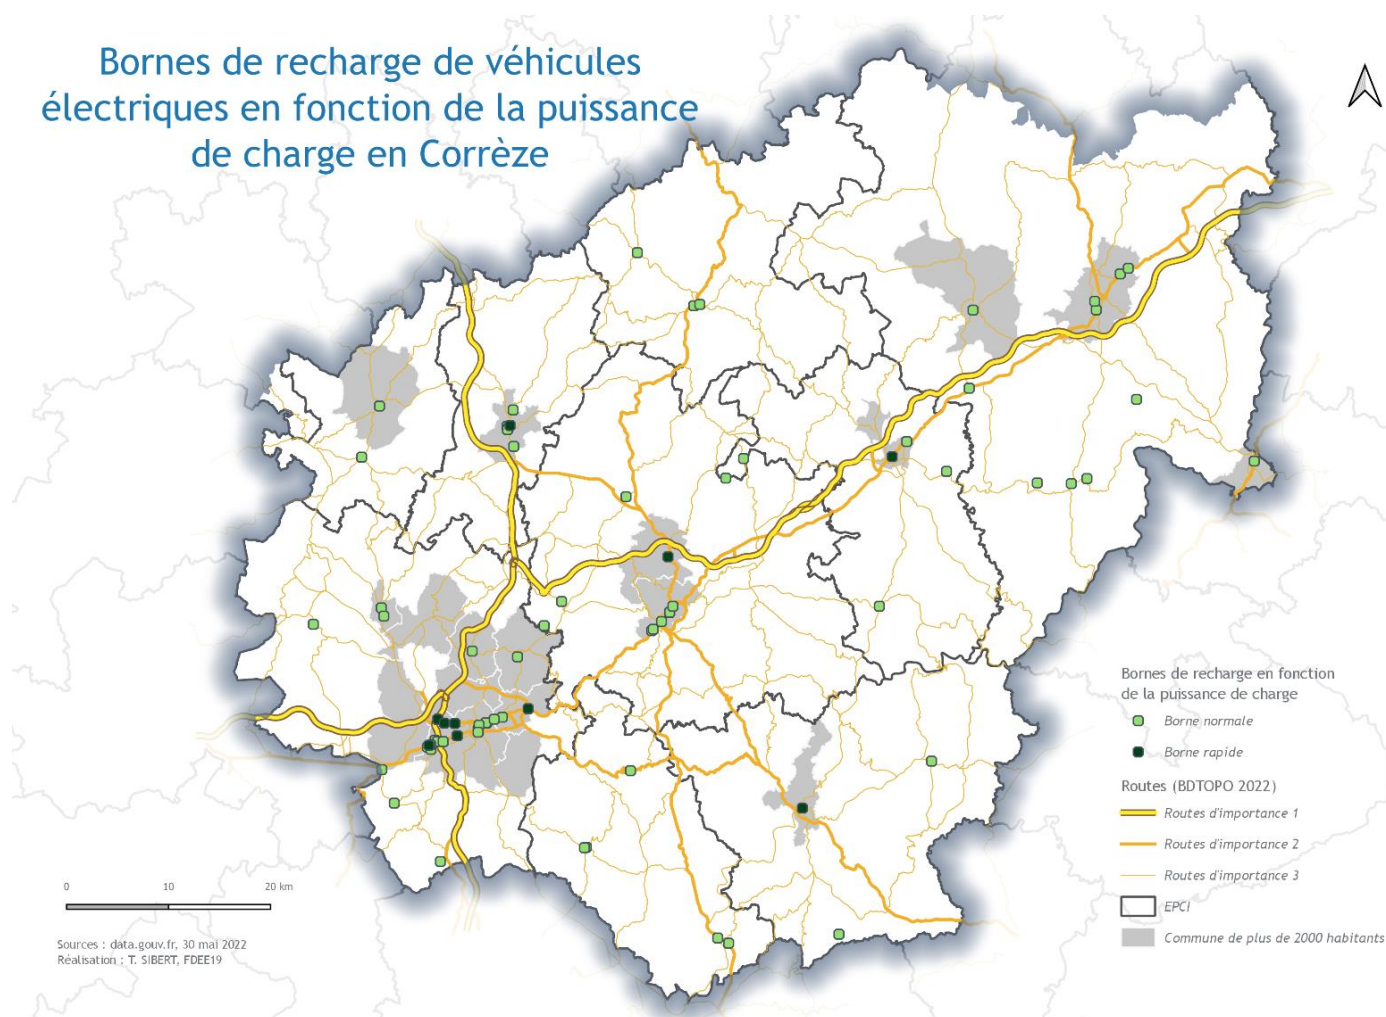 Bornes de recharge de véhicules
électriques en fonction de la puissance
de charge en Corrèze
Bornes de recharge en fonction
de la puissance de charge
Borne normale
Borne rapide
Routes (BDTOPO 2022)
Routes d'importance 1
Routes d'importance 2
Routes d'importance 3
EPCI
Commune de plus de 2000 habitants
0 10 20 km
Sources : data.gouv.fr, 30 mai 2022
Réalisation : T. SIBERT, FDEE19